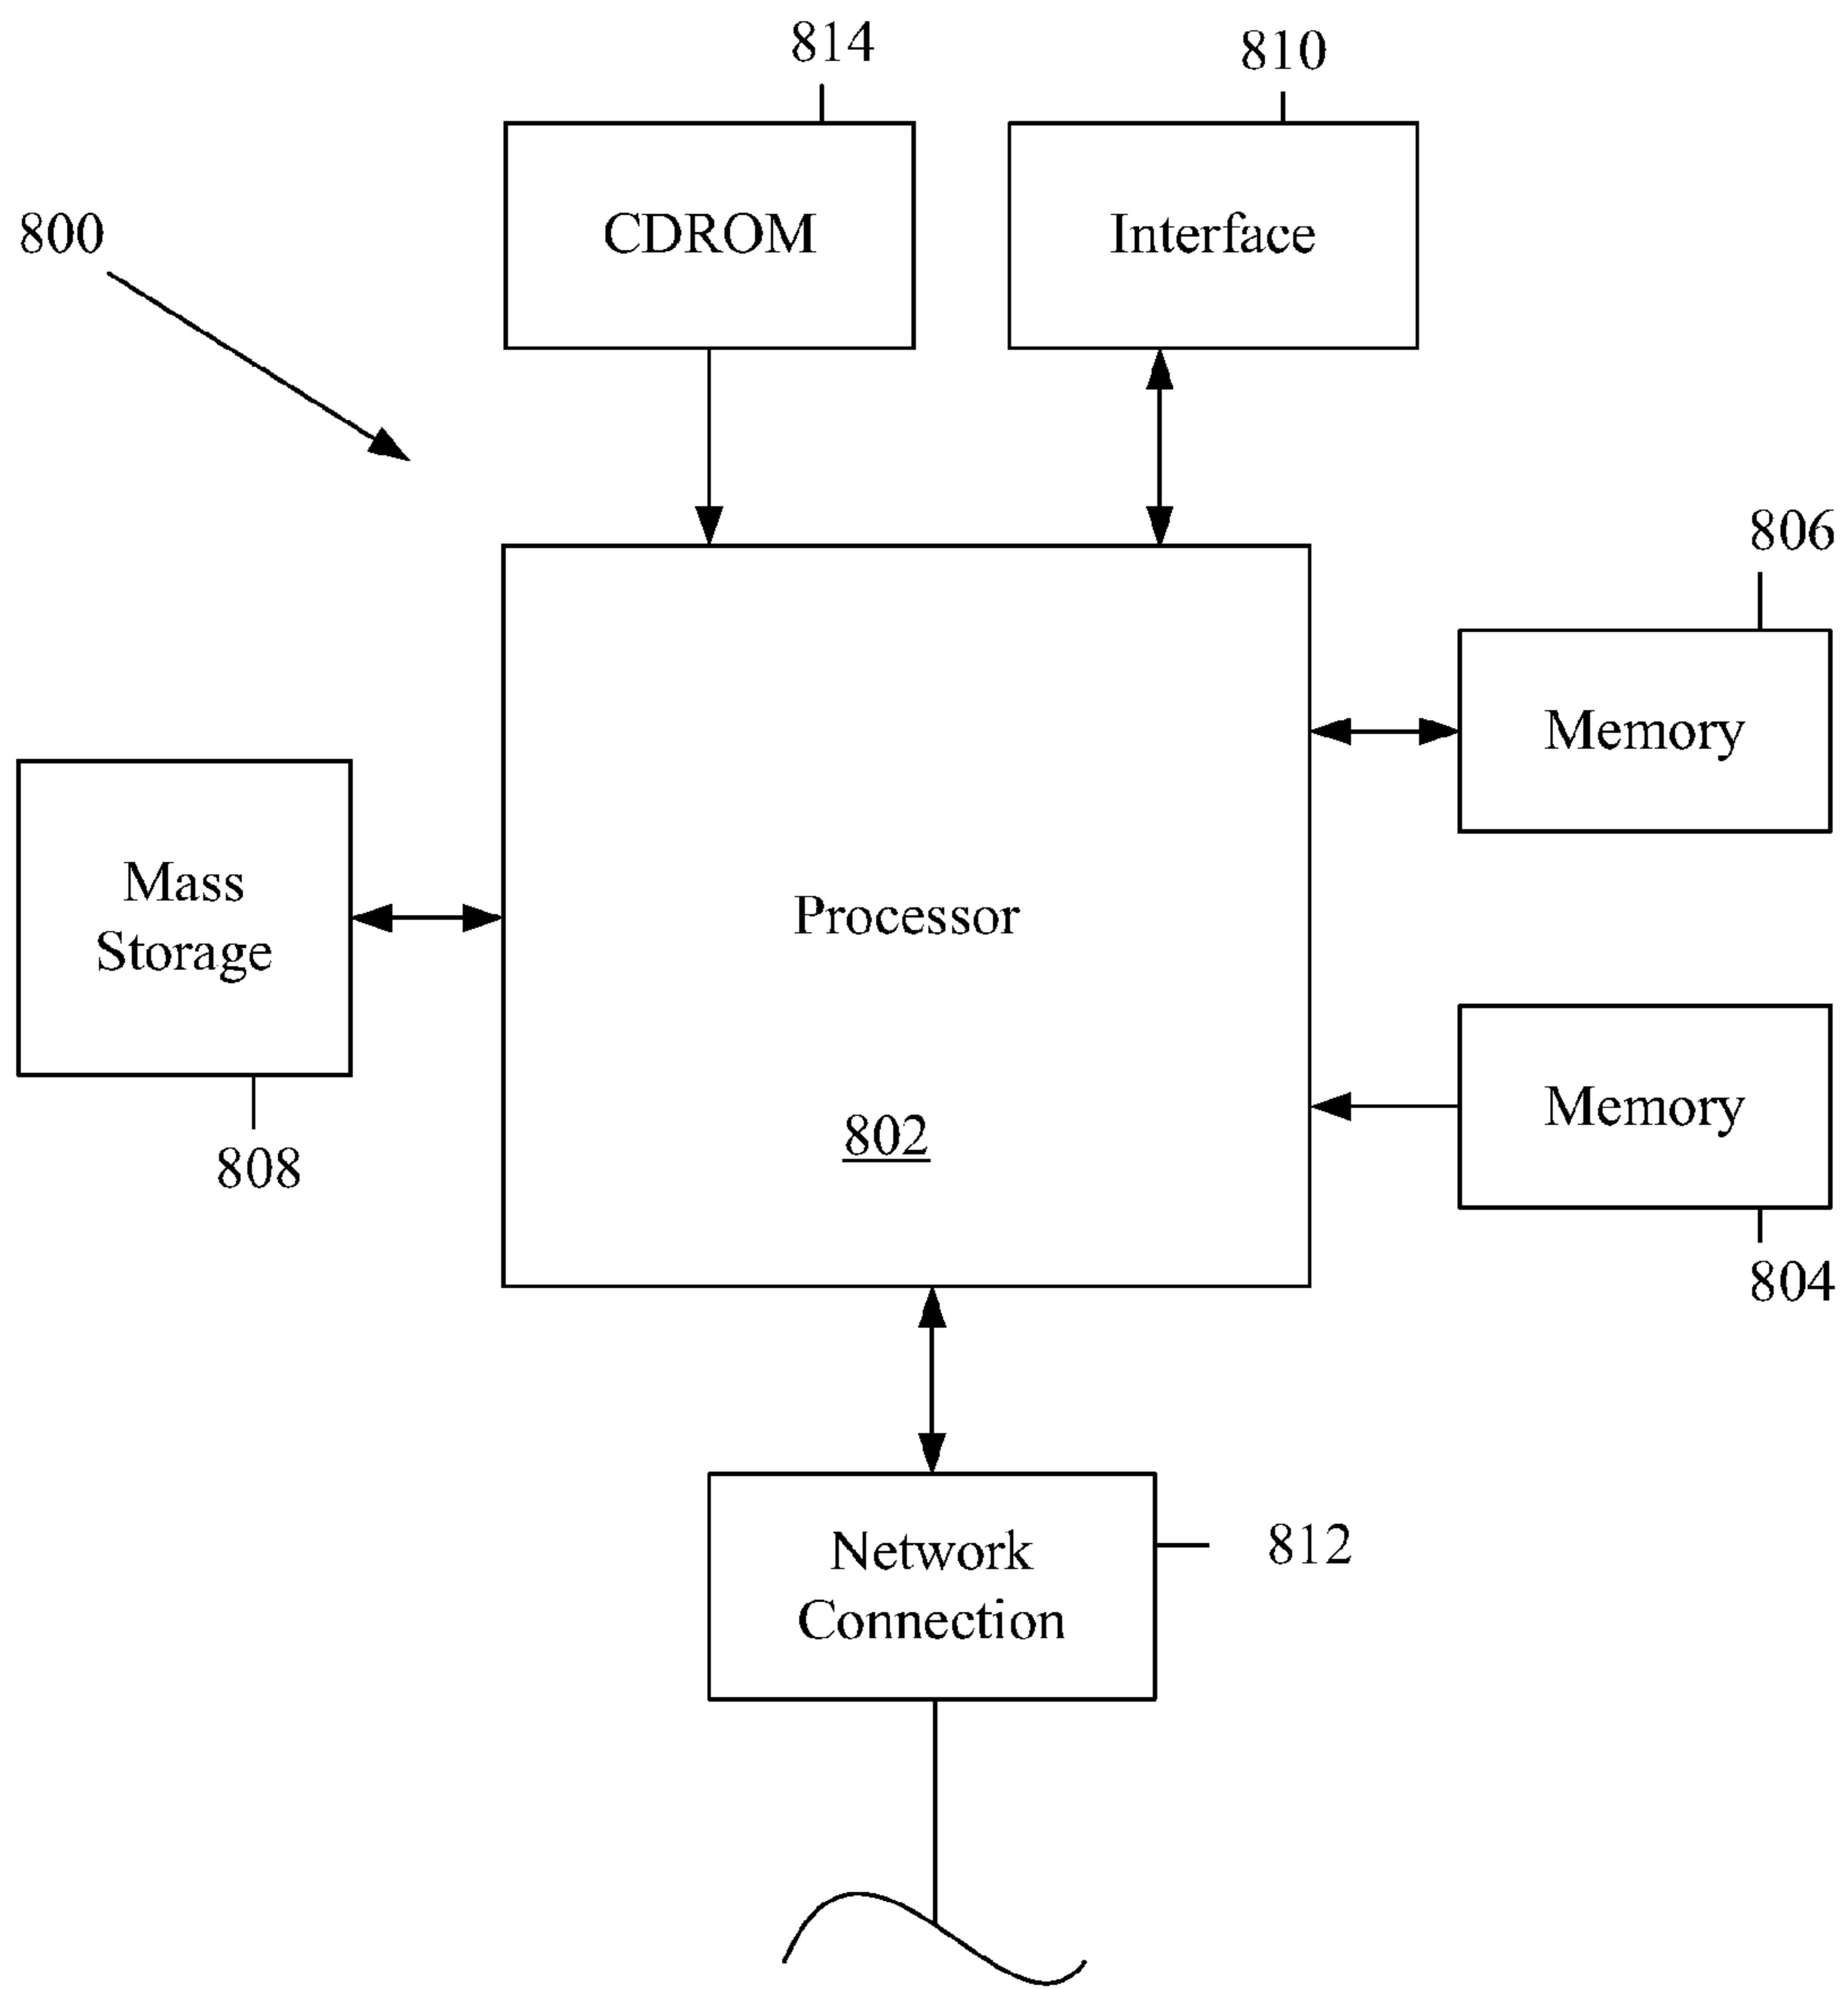 814
810
800
CDROM
Interface
806
Memory
Mass
Storage
Processor
802
808
Memory
804
Network
Connection
812